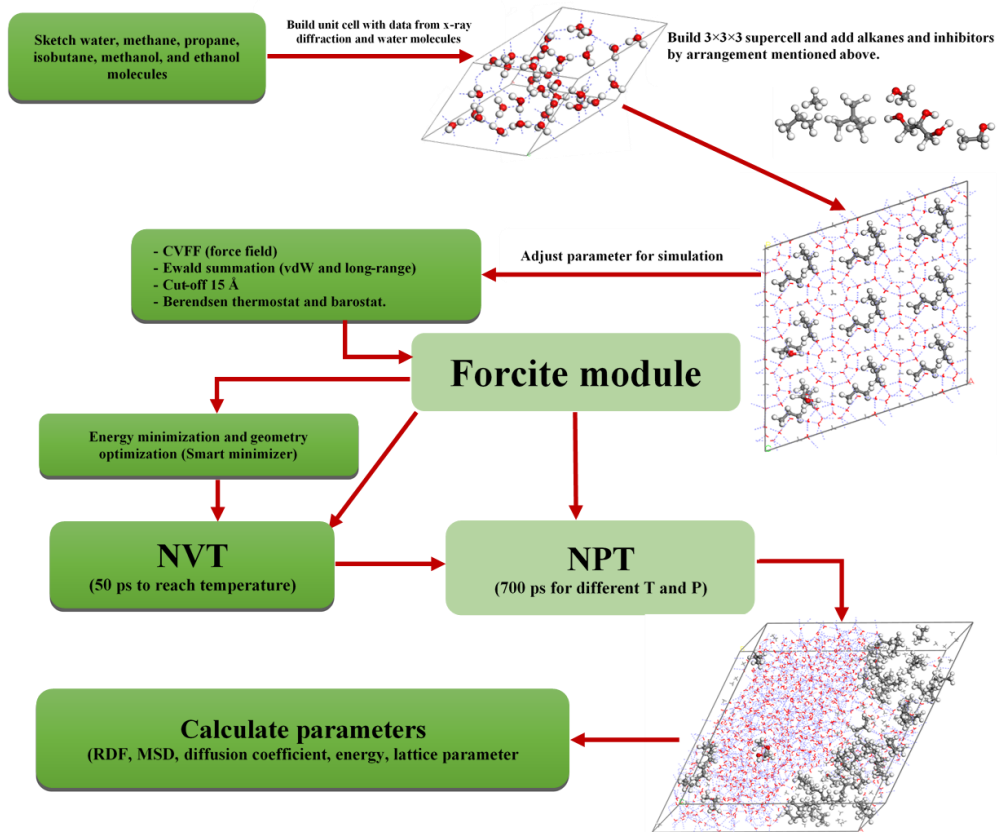 Sketch water, methane, propane,
isobutane, methanol, and ethanol
molecules
Build unit cell with data from x-ray
diffraction and water molecules
Build 3×3×3 supercell and add alkanes and inhibitors
by arrangement mentioned above.
- CVFF (force field)
- Ewald summation (vdW and long-range)
- Cut-off 15 Å
- Berendsen thermostat and barostat.
Adjust parameter for simulation
Forcite module
Energy minimization and geometry
optimization (Smart minimizer)
NVT
(50 ps to reach temperature)
NPT
(700 ps for different T and P)
Calculate parameters
(RDF, MSD, diffusion coefficient, energy, lattice parameter